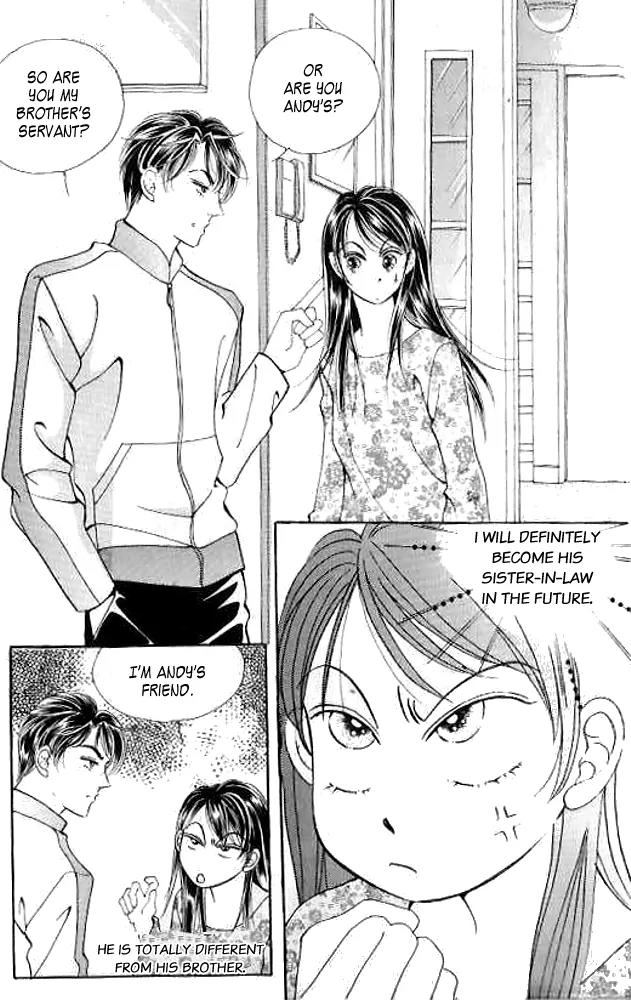 SO ARE
YOU MY
BROTHER'S
SERVANT?
OR
ARE YOU
ANDY'S?
I WILL DEFINITELY
BECOME HIS
SISTER-IN-LAW
IN THE FUTURE.
I'M ANDY'S
FRIEND.
HE IS TOTALLY DIFFERENT
FROM HIS BROTHER.